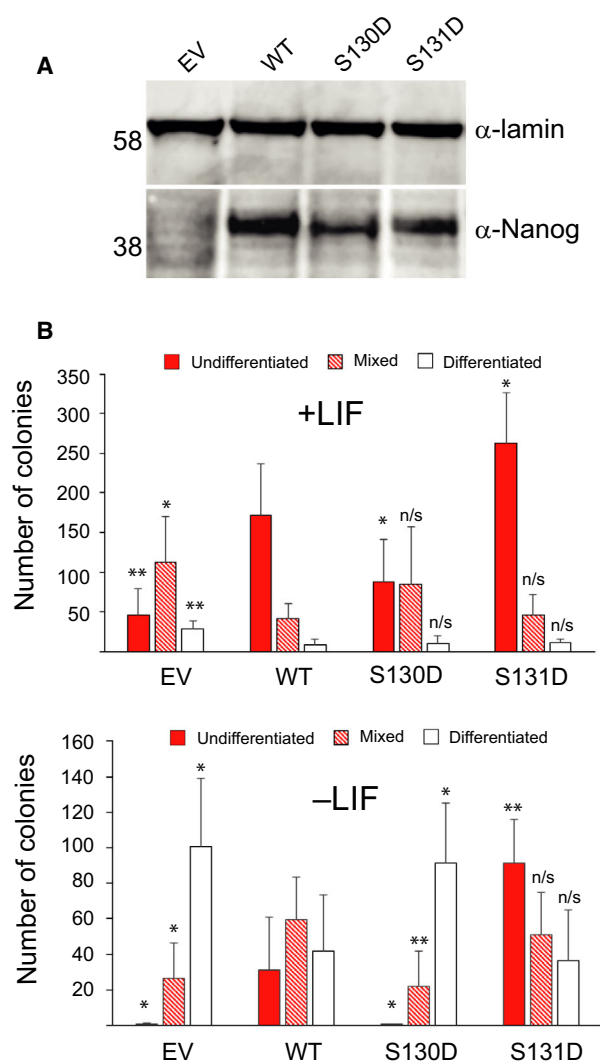 A
EV WT S130D S131D
58
α-lamin
38
α-Nanog
B
Undifferentiated Mixed Differentiated
350
300
250
200
150
100
50
Number of colonies
+LIF
** * **
* n/s n/s
* n/s n/s
EV WT S130D S131D
Undifferentiated Mixed Differentiated
160
140
120
100
80
60
40
20
Number of colonies
–LIF
* * *
* ** *
** n/s n/s
EV WT S130D S131D